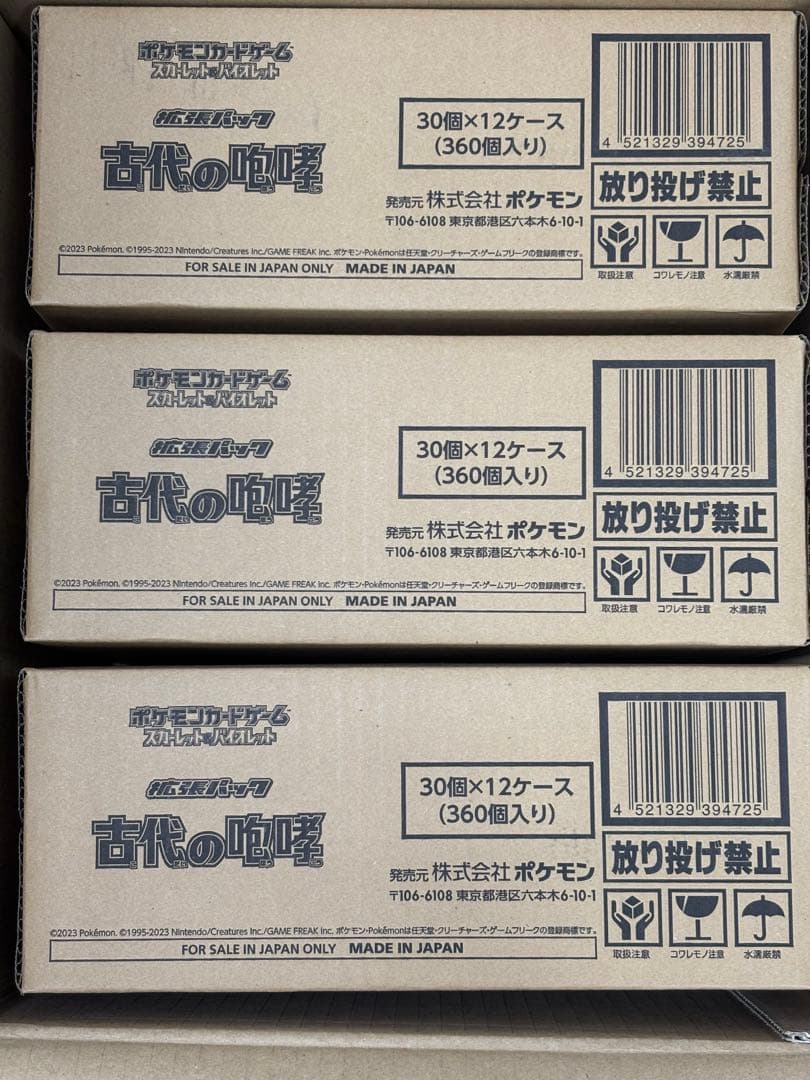 ポケモンカードゲーム
スカーレット&バイオレット
拡張パック
古代の咆哮
こ だい ほう こう
30個×12ケース
(360個入り)
発売元 株式会社 ポケモン
〒106-6108 東京都港区六本木6-10-1
4 521329 394725
放り投げ禁止
取扱注意 コワレモノ注意 水濡厳禁
©2023 Pokémon. ©1995-2023 Nintendo/Creatures Inc./GAME FREAK inc. ポケモン・Pokémonは任天堂・クリーチャーズ・ゲームフリークの登録商標です。
FOR SALE IN JAPAN ONLY MADE IN JAPAN
ポケモンカードゲーム
スカーレット&バイオレット
拡張パック
古代の咆哮
こ だい ほう こう
30個×12ケース
(360個入り)
発売元 株式会社 ポケモン
〒106-6108 東京都港区六本木6-10-1
4 521329 394725
放り投げ禁止
取扱注意 コワレモノ注意 水濡厳禁
©2023 Pokémon. ©1995-2023 Nintendo/Creatures Inc./GAME FREAK inc. ポケモン・Pokémonは任天堂・クリーチャーズ・ゲームフリークの登録商標です。
FOR SALE IN JAPAN ONLY MADE IN JAPAN
ポケモンカードゲーム
スカーレット&バイオレット
拡張パック
古代の咆哮
こ だい ほう こう
30個×12ケース
(360個入り)
発売元 株式会社 ポケモン
〒106-6108 東京都港区六本木6-10-1
4 521329 394725
放り投げ禁止
取扱注意 コワレモノ注意 水濡厳禁
©2023 Pokémon. ©1995-2023 Nintendo/Creatures Inc./GAME FREAK inc. ポケモン・Pokémonは任天堂・クリーチャーズ・ゲームフリークの登録商標です。
FOR SALE IN JAPAN ONLY MADE IN JAPAN